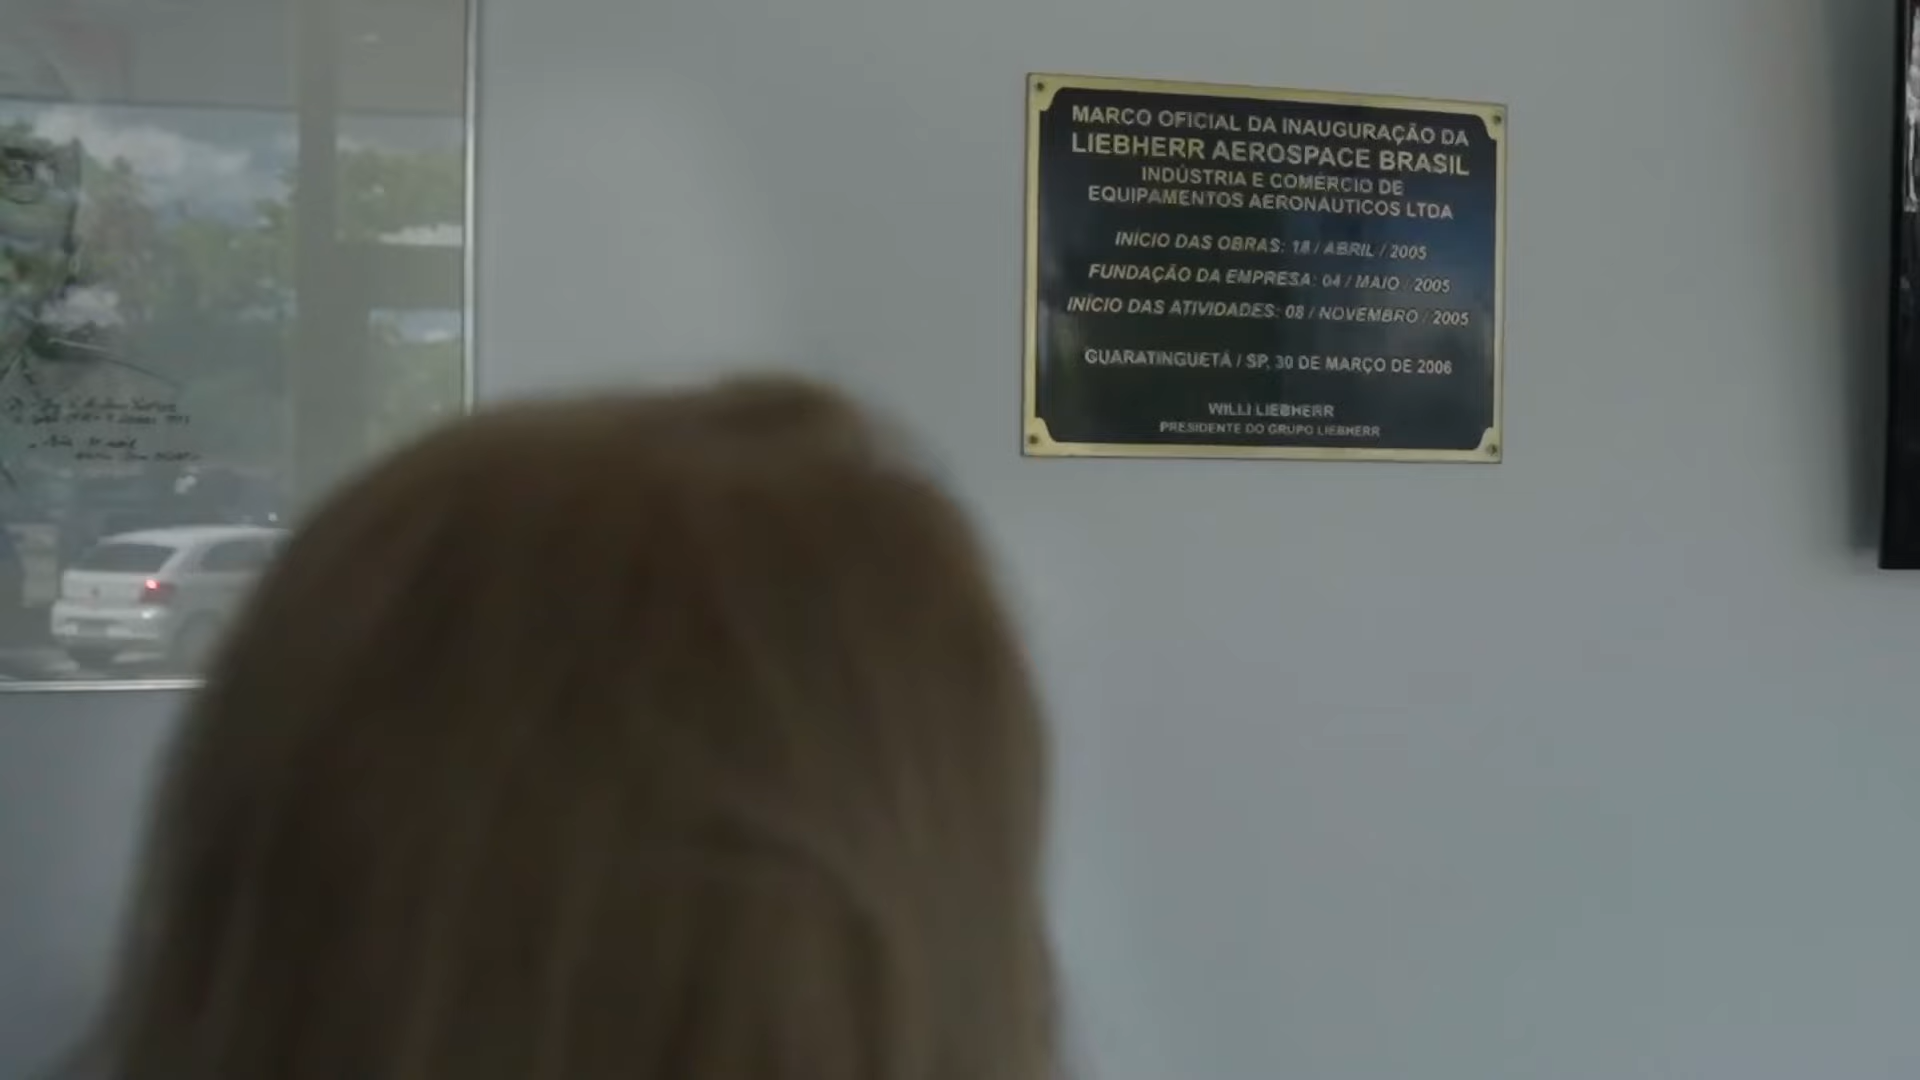 MARCO OFICIAL DA INAUGURAÇÃO DA
LIEBHERR AEROSPACE BRASIL
INDÚSTRIA E COMÉRCIO DE
EQUIPAMENTOS AERONÁUTICOS LTDA
INÍCIO DAS OBRAS: 18 / ABRIL / 2005
FUNDAÇÃO DA EMPRESA: 04 / MAIO / 2005
INÍCIO DAS ATIVIDADES: 08 / NOVEMBRO / 2005
GUARATINGUETÁ / SP, 30 DE MARÇO DE 2006
WILLI LIEBHERR
PRESIDENTE DO GRUPO LIEBHERR